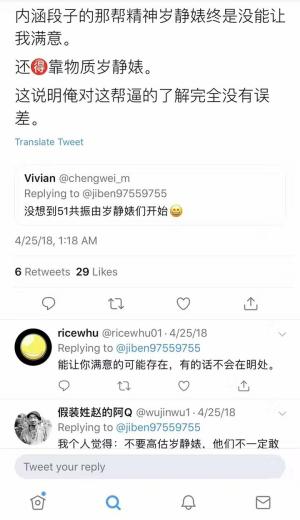 内涵段子的那帮精神岁静婊终是没能让
我满意。
还得靠物质岁静婊。
这说明俺对这帮逼的了解完全没有误
差。
Translate Tweet
Vivian @chengwei_m
Replying to @jiben97559755
没想到51共振由岁静婊们开始😀
4/25/18, 1:18 AM
6 Retweets 29 Likes
ricewhu @ricewhu01 · 4/25/18
Replying to @jiben97559755
能让你满意的可能存在，有的话不会在明处。
假装姓赵的阿Q @wujinwu1 · 4/25/18
Replying to @jiben97559755
我个人觉得：不要高估岁静婊，他们不一定敢
Tweet your reply